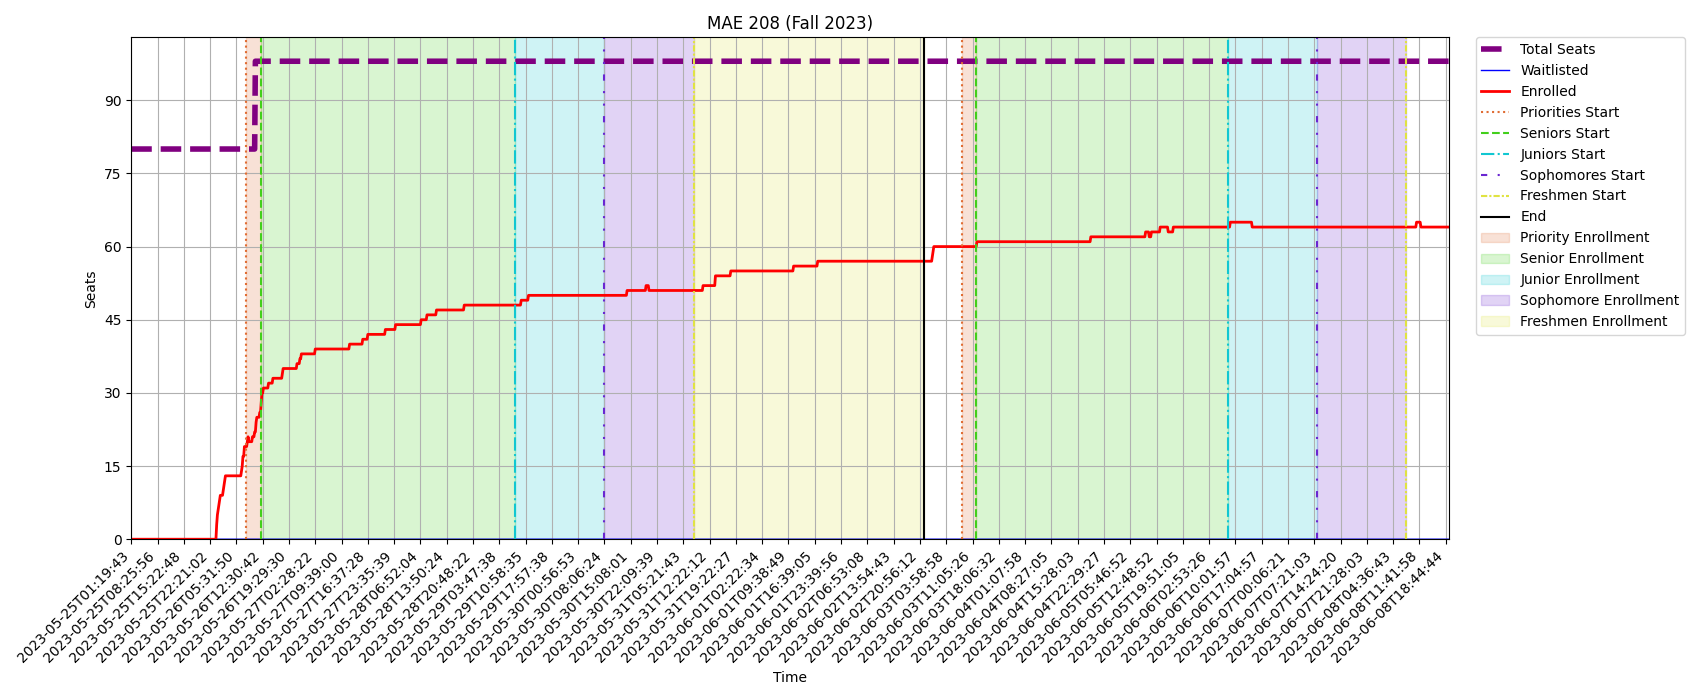 MAE 208 (Fall 2023)
Seats
90
75
60
45
30
15
0
2023-05-25T01:19:43
2023-05-25T08:25:56
2023-05-25T15:22:48
2023-05-25T22:21:02
2023-05-26T05:31:50
2023-05-26T12:30:42
2023-05-26T19:29:30
2023-05-27T02:28:22
2023-05-27T09:39:00
2023-05-27T16:37:28
2023-05-27T23:35:39
2023-05-28T06:52:04
2023-05-28T13:50:24
2023-05-28T20:48:22
2023-05-29T03:47:38
2023-05-29T10:58:35
2023-05-29T17:57:38
2023-05-30T00:56:53
2023-05-30T08:06:24
2023-05-30T15:08:01
2023-05-30T22:09:39
2023-05-31T05:21:43
2023-05-31T12:22:12
2023-05-31T19:22:27
2023-06-01T02:22:34
2023-06-01T09:38:49
2023-06-01T16:39:05
2023-06-01T23:39:56
2023-06-02T06:53:08
2023-06-02T13:54:43
2023-06-02T20:56:12
2023-06-03T03:58:58
2023-06-03T11:05:26
2023-06-03T18:06:32
2023-06-04T01:07:58
2023-06-04T08:27:05
2023-06-04T15:28:03
2023-06-04T22:29:27
2023-06-05T05:46:52
2023-06-05T12:48:52
2023-06-05T19:51:05
2023-06-06T02:53:26
2023-06-06T10:01:57
2023-06-06T17:04:57
2023-06-07T00:06:21
2023-06-07T07:21:03
2023-06-07T14:24:20
2023-06-07T21:28:03
2023-06-08T04:36:43
2023-06-08T11:41:58
2023-06-08T18:44:44
Time
Total Seats
Waitlisted
Enrolled
Priorities Start
Seniors Start
Juniors Start
Sophomores Start
Freshmen Start
End
Priority Enrollment
Senior Enrollment
Junior Enrollment
Sophomore Enrollment
Freshmen Enrollment